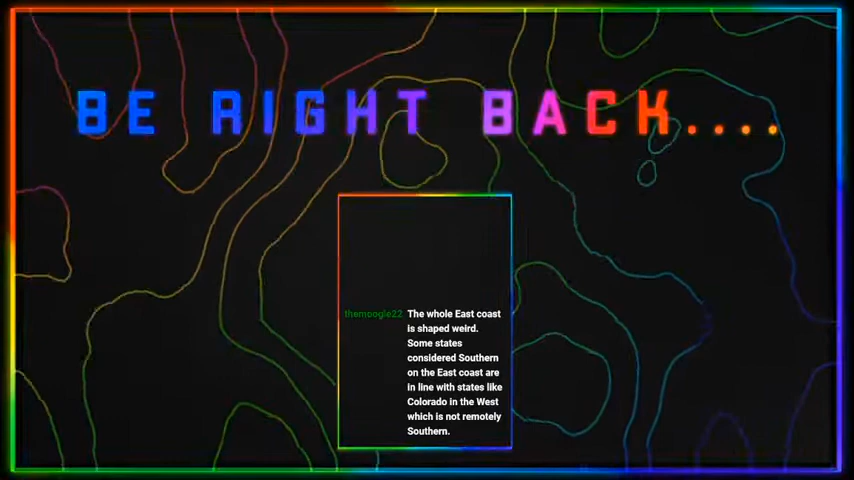 BE RIGHT BACK....
themoogle22 The whole East coast
is shaped weird.
Some states
considered Southern
on the East coast are
in line with states like
Colorado in the West
which is not remotely
Southern.